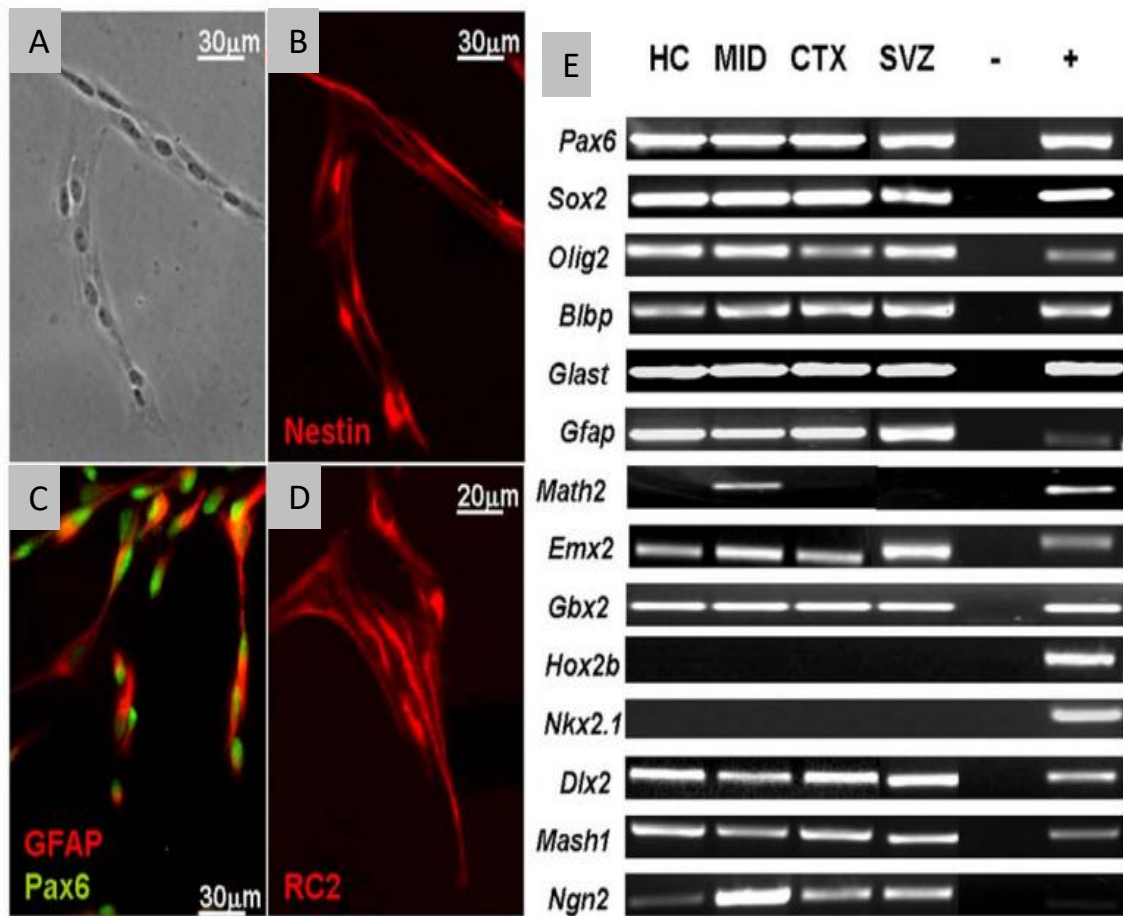 A
30μm
B
30μm
Nestin
C
GFAP
Pax6
30μm
D
20μm
RC2
E
HC MID CTX SVZ - +
Pax6
Sox2
Olig2
Blbp
Glast
Gfap
Math2
Emx2
Gbx2
Hox2b
Nkx2.1
Dlx2
Mash1
Ngn2